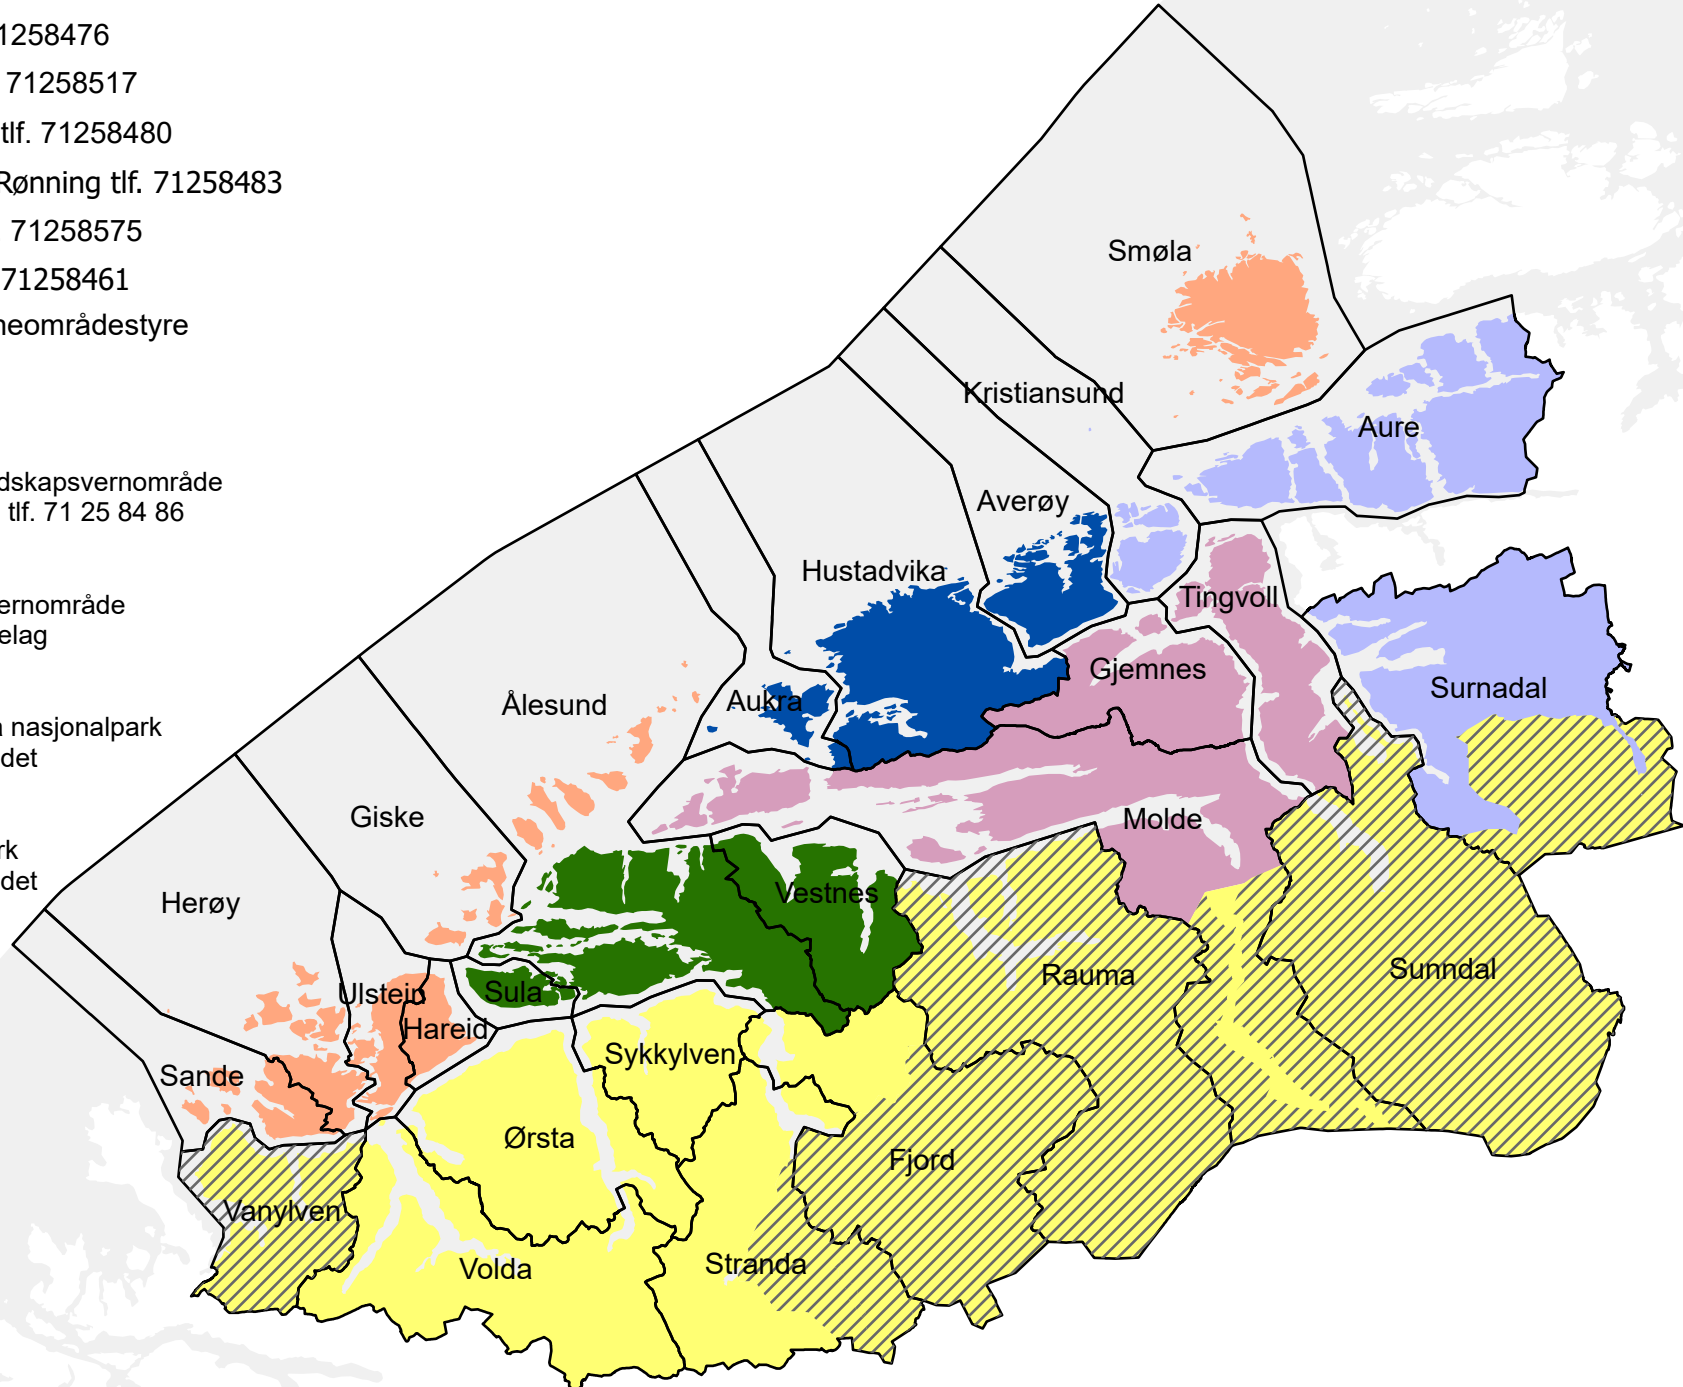 1258476
71258517
tlf. 71258480
Rønning tlf. 71258483
71258575
71258461
neområdestyre
dskapsvernområde
tlf. 71 25 84 86
ernområde
elag
nasjonalpark
det
rk
det
Smøla
Kristiansund
Aure
Averøy
Hustadvika
Tingvoll
Gjemnes
Surnadal
Aukra
Ålesund
Giske
Molde
Herøy
Vestnes
Rauma
Sunndal
Ulstein
Sula
Hareid
Sykkylven
Sande
Ørsta
Fjord
Vanylven
Volda
Stranda